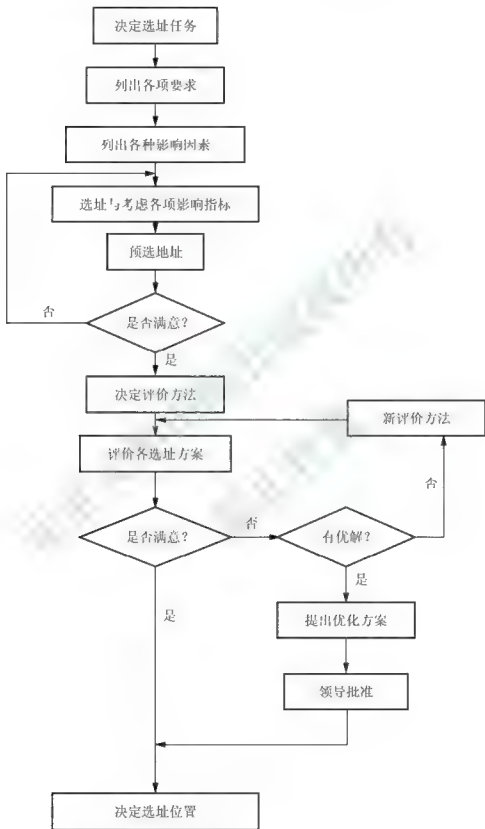 决定选址任务
列出各项要求
列出各种影响因素
选址与考虑各项影响指标
预选地址
否
是否满意？
是
决定评价方法
新评价方法
评价各选址方案
否
是否满意？
否
有优解？
是
是
提出优化方案
领导批准
决定选址位置